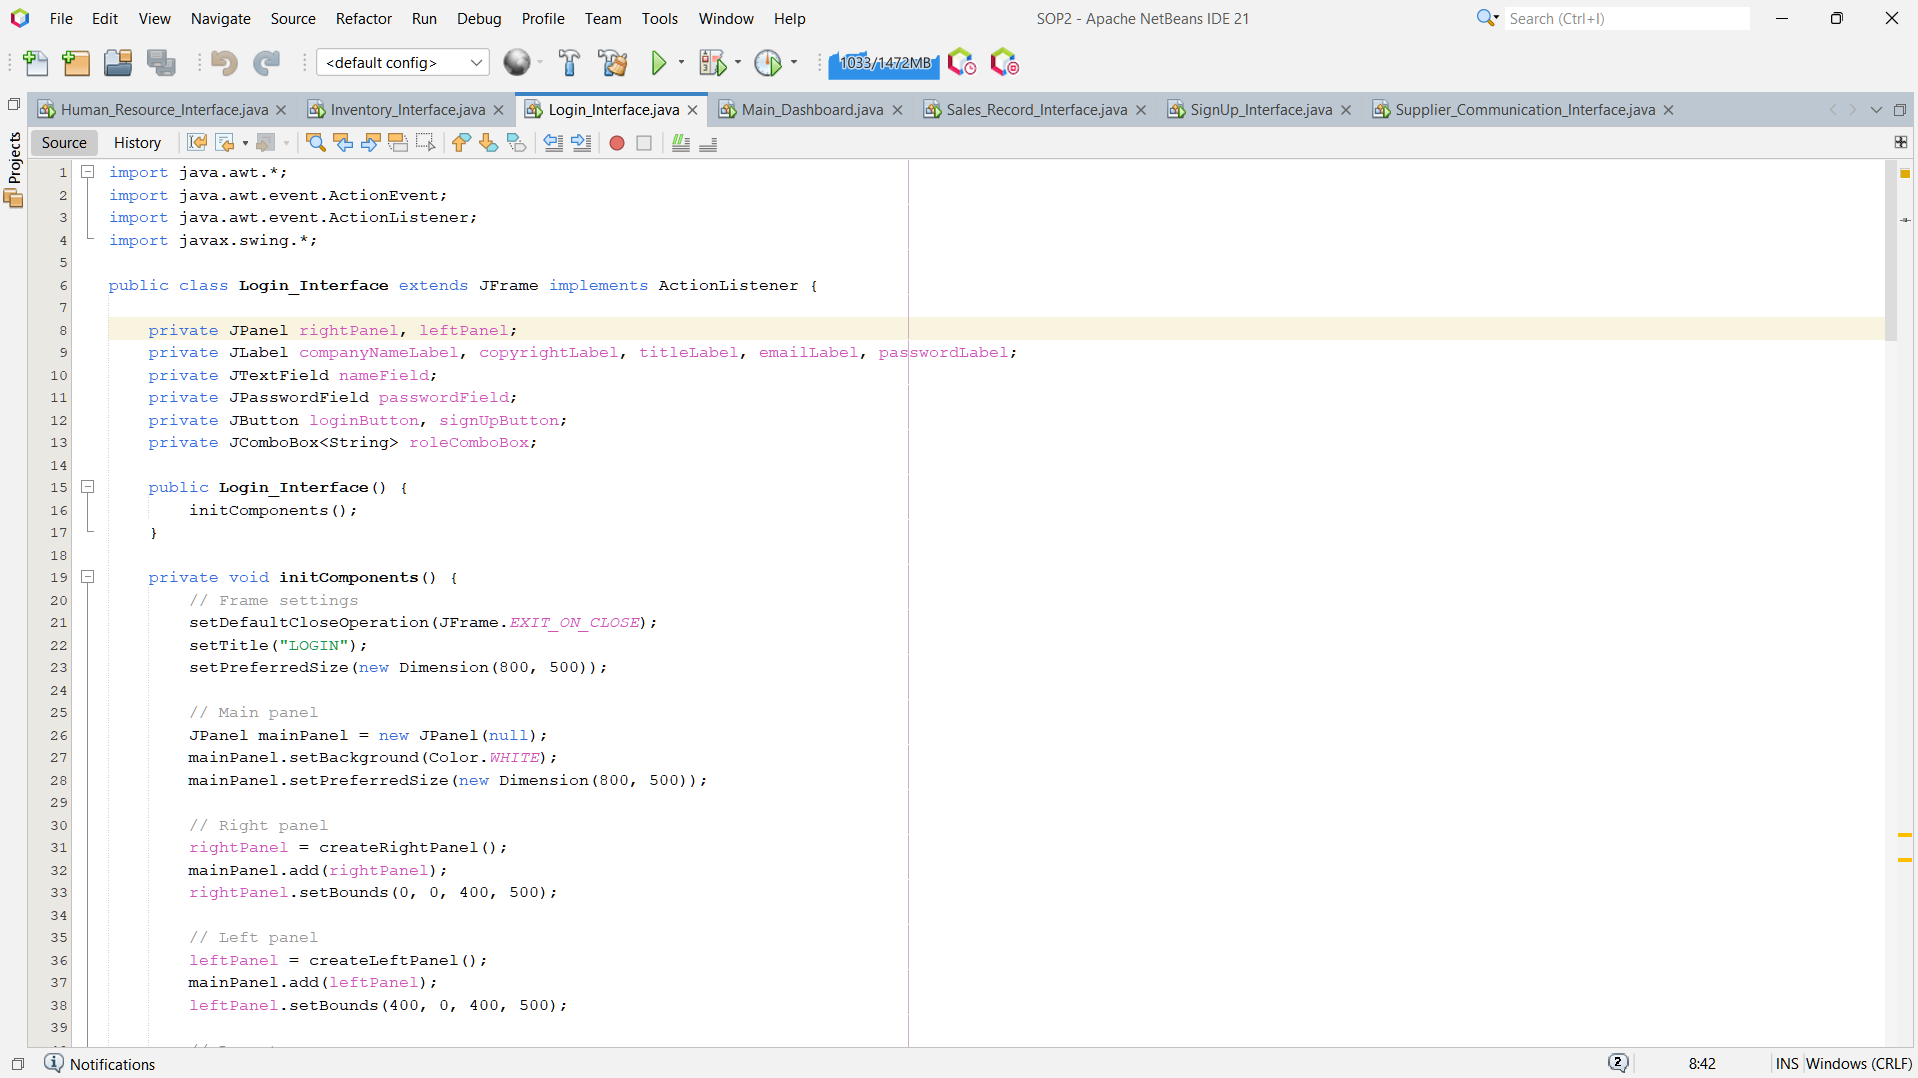 File Edit View Navigate Source Refactor Run Debug Profile Team Tools Window Help SOP2 - Apache NetBeans IDE 21 Search (Ctrl+I)
<default config> 1033/1472MB
Human_Resource_Interface.java Inventory_Interface.java Login_Interface.java Main_Dashboard.java Sales_Record_Interface.java SignUp_Interface.java Supplier_Communication_Interface.java
Projects
Source History
1 import java.awt.*;
2 import java.awt.event.ActionEvent;
3 import java.awt.event.ActionListener;
4 import javax.swing.*;
5
6 public class Login_Interface extends JFrame implements ActionListener {
7
8 private JPanel rightPanel, leftPanel;
9 private JLabel companyNameLabel, copyrightLabel, titleLabel, emailLabel, passwordLabel;
10 private JTextField nameField;
11 private JPasswordField passwordField;
12 private JButton loginButton, signUpButton;
13 private JComboBox<String> roleComboBox;
14
15 public Login_Interface() {
16 initComponents();
17 }
18
19 private void initComponents() {
20 // Frame settings
21 setDefaultCloseOperation(JFrame.EXIT_ON_CLOSE);
22 setTitle("LOGIN");
23 setPreferredSize(new Dimension(800, 500));
24
25 // Main panel
26 JPanel mainPanel = new JPanel(null);
27 mainPanel.setBackground(Color.WHITE);
28 mainPanel.setPreferredSize(new Dimension(800, 500));
29
30 // Right panel
31 rightPanel = createRightPanel();
32 mainPanel.add(rightPanel);
33 rightPanel.setBounds(0, 0, 400, 500);
34
35 // Left panel
36 leftPanel = createLeftPanel();
37 mainPanel.add(leftPanel);
38 leftPanel.setBounds(400, 0, 400, 500);
39
Notifications 2 8:42 INS Windows (CRLF)